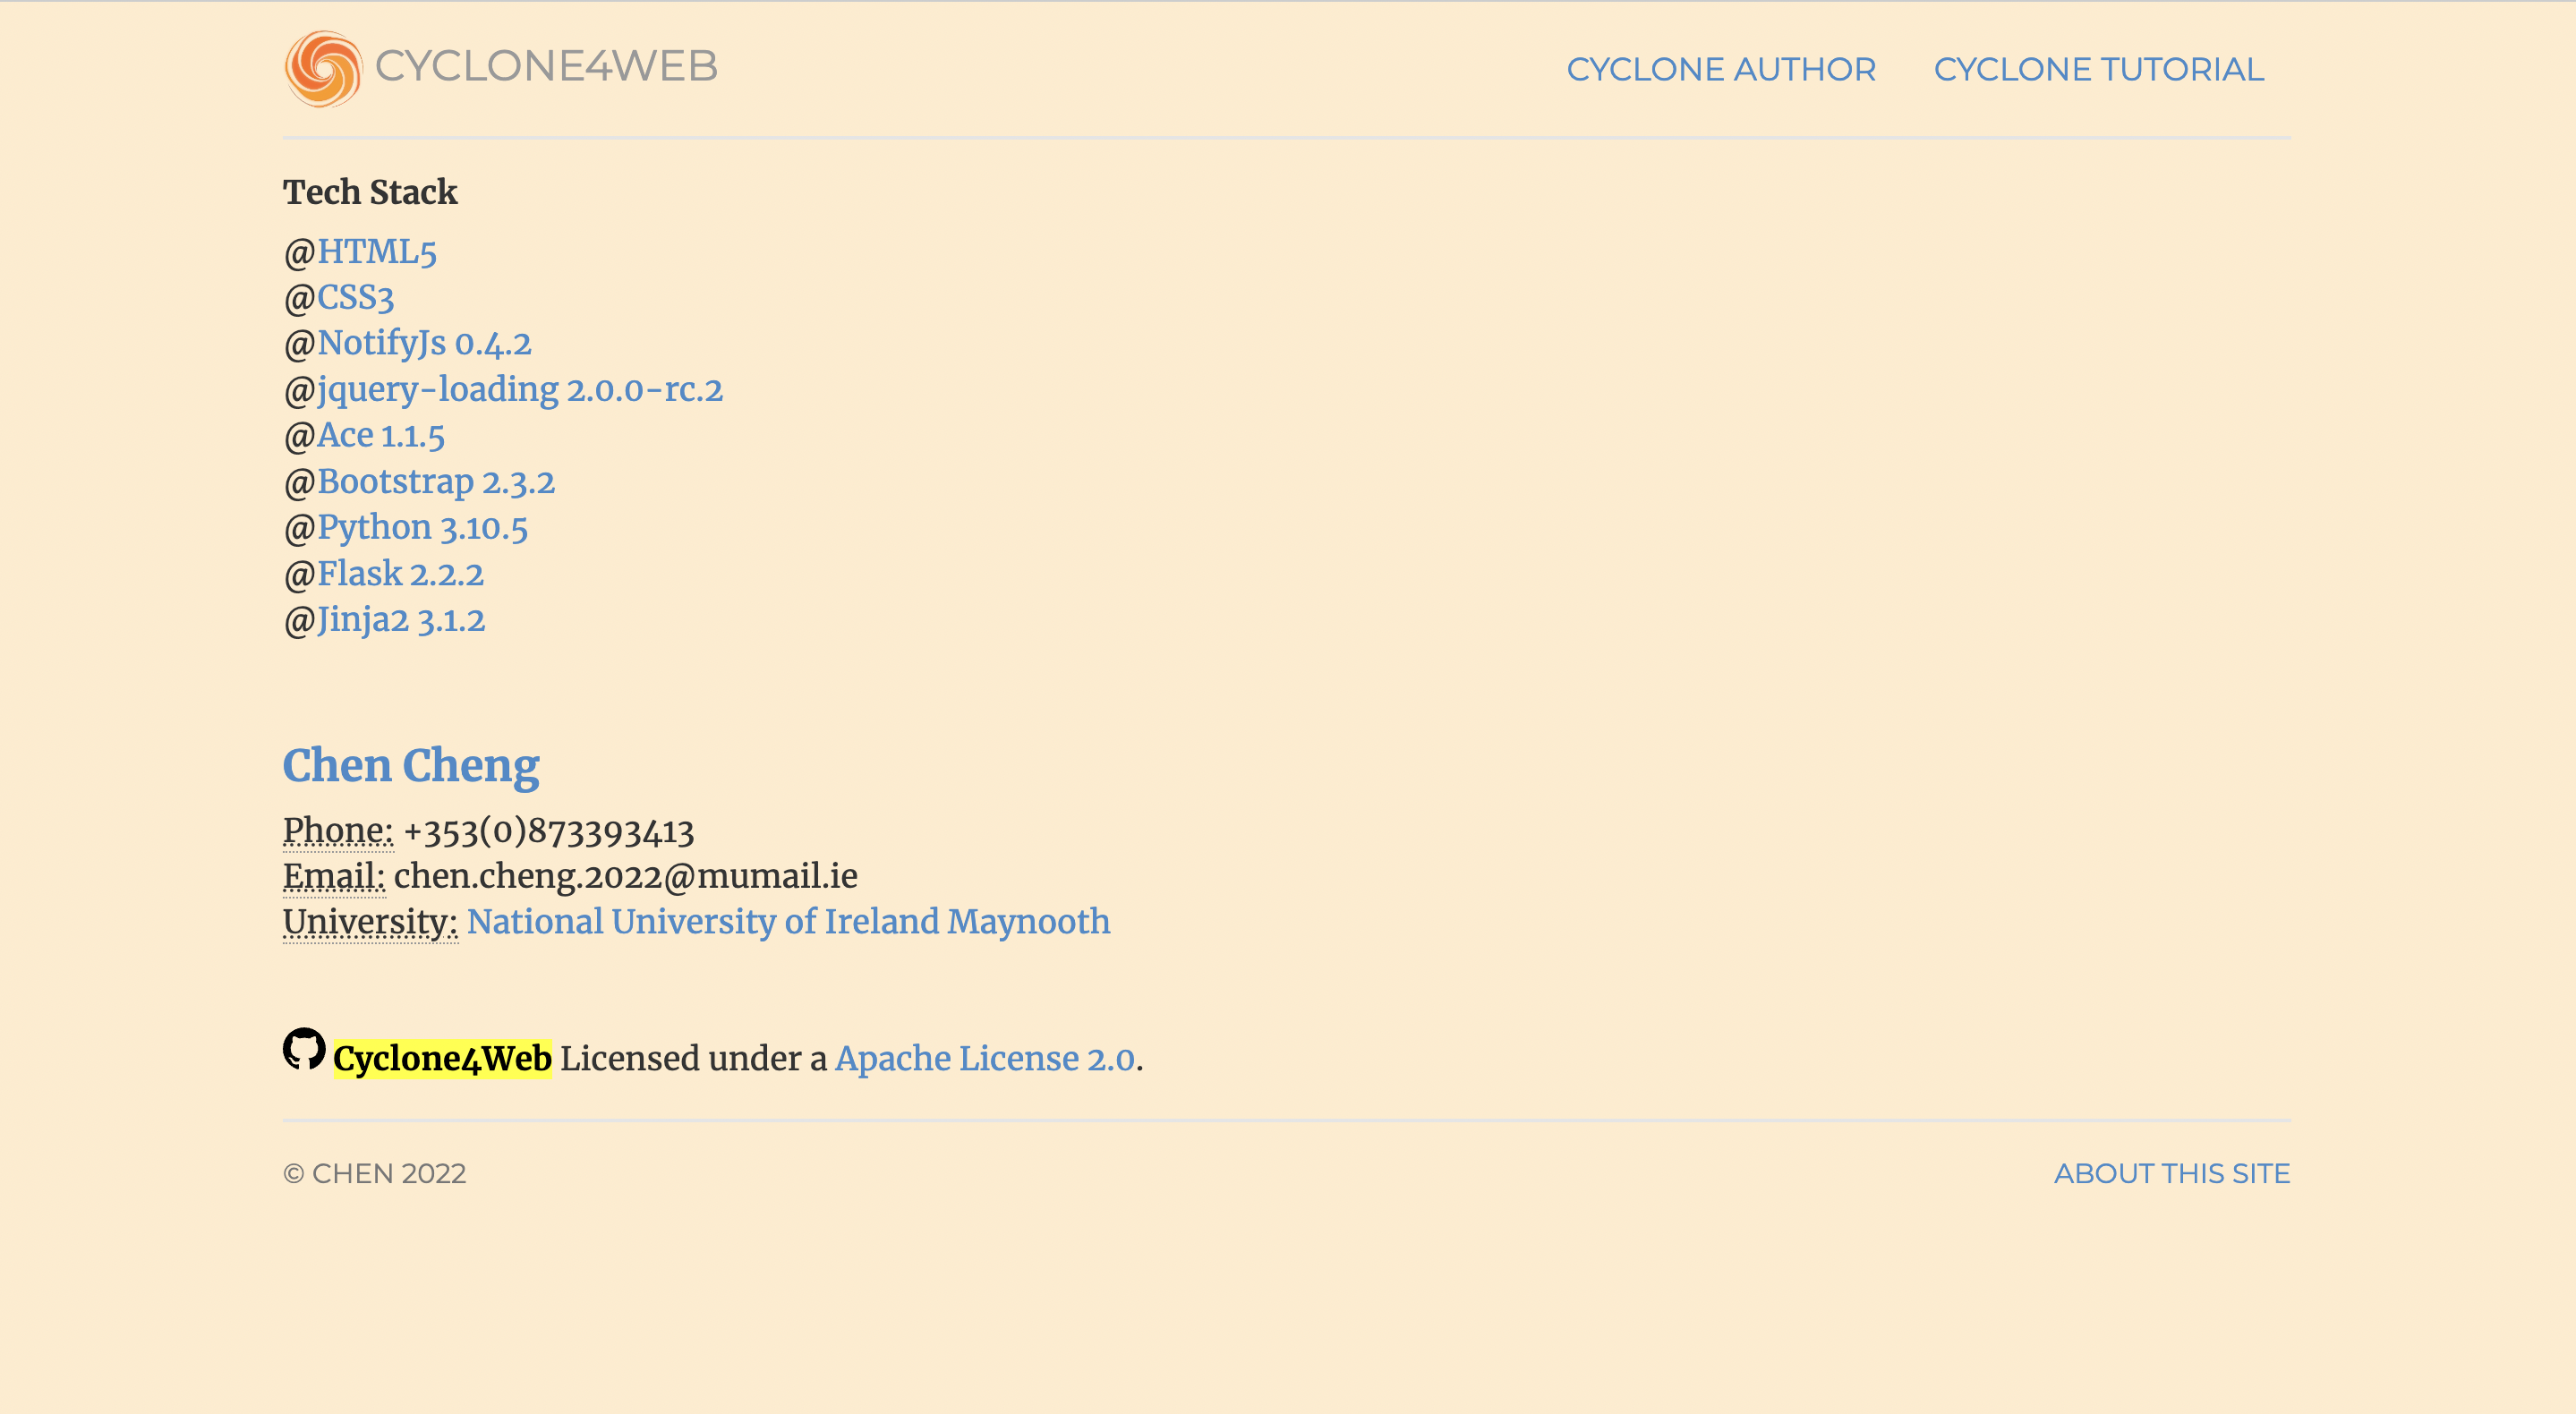 CYCLONE4WEB
CYCLONE AUTHOR CYCLONE TUTORIAL
Tech Stack
@HTML5
@CSS3
@NotifyJs 0.4.2
@jquery-loading 2.0.0-rc.2
@Ace 1.1.5
@Bootstrap 2.3.2
@Python 3.10.5
@Flask 2.2.2
@Jinja2 3.1.2
Chen Cheng
Phone: +353(0)873393413
Email: chen.cheng.2022@mumail.ie
University: National University of Ireland Maynooth
Cyclone4Web Licensed under a Apache License 2.0.
© CHEN 2022
ABOUT THIS SITE